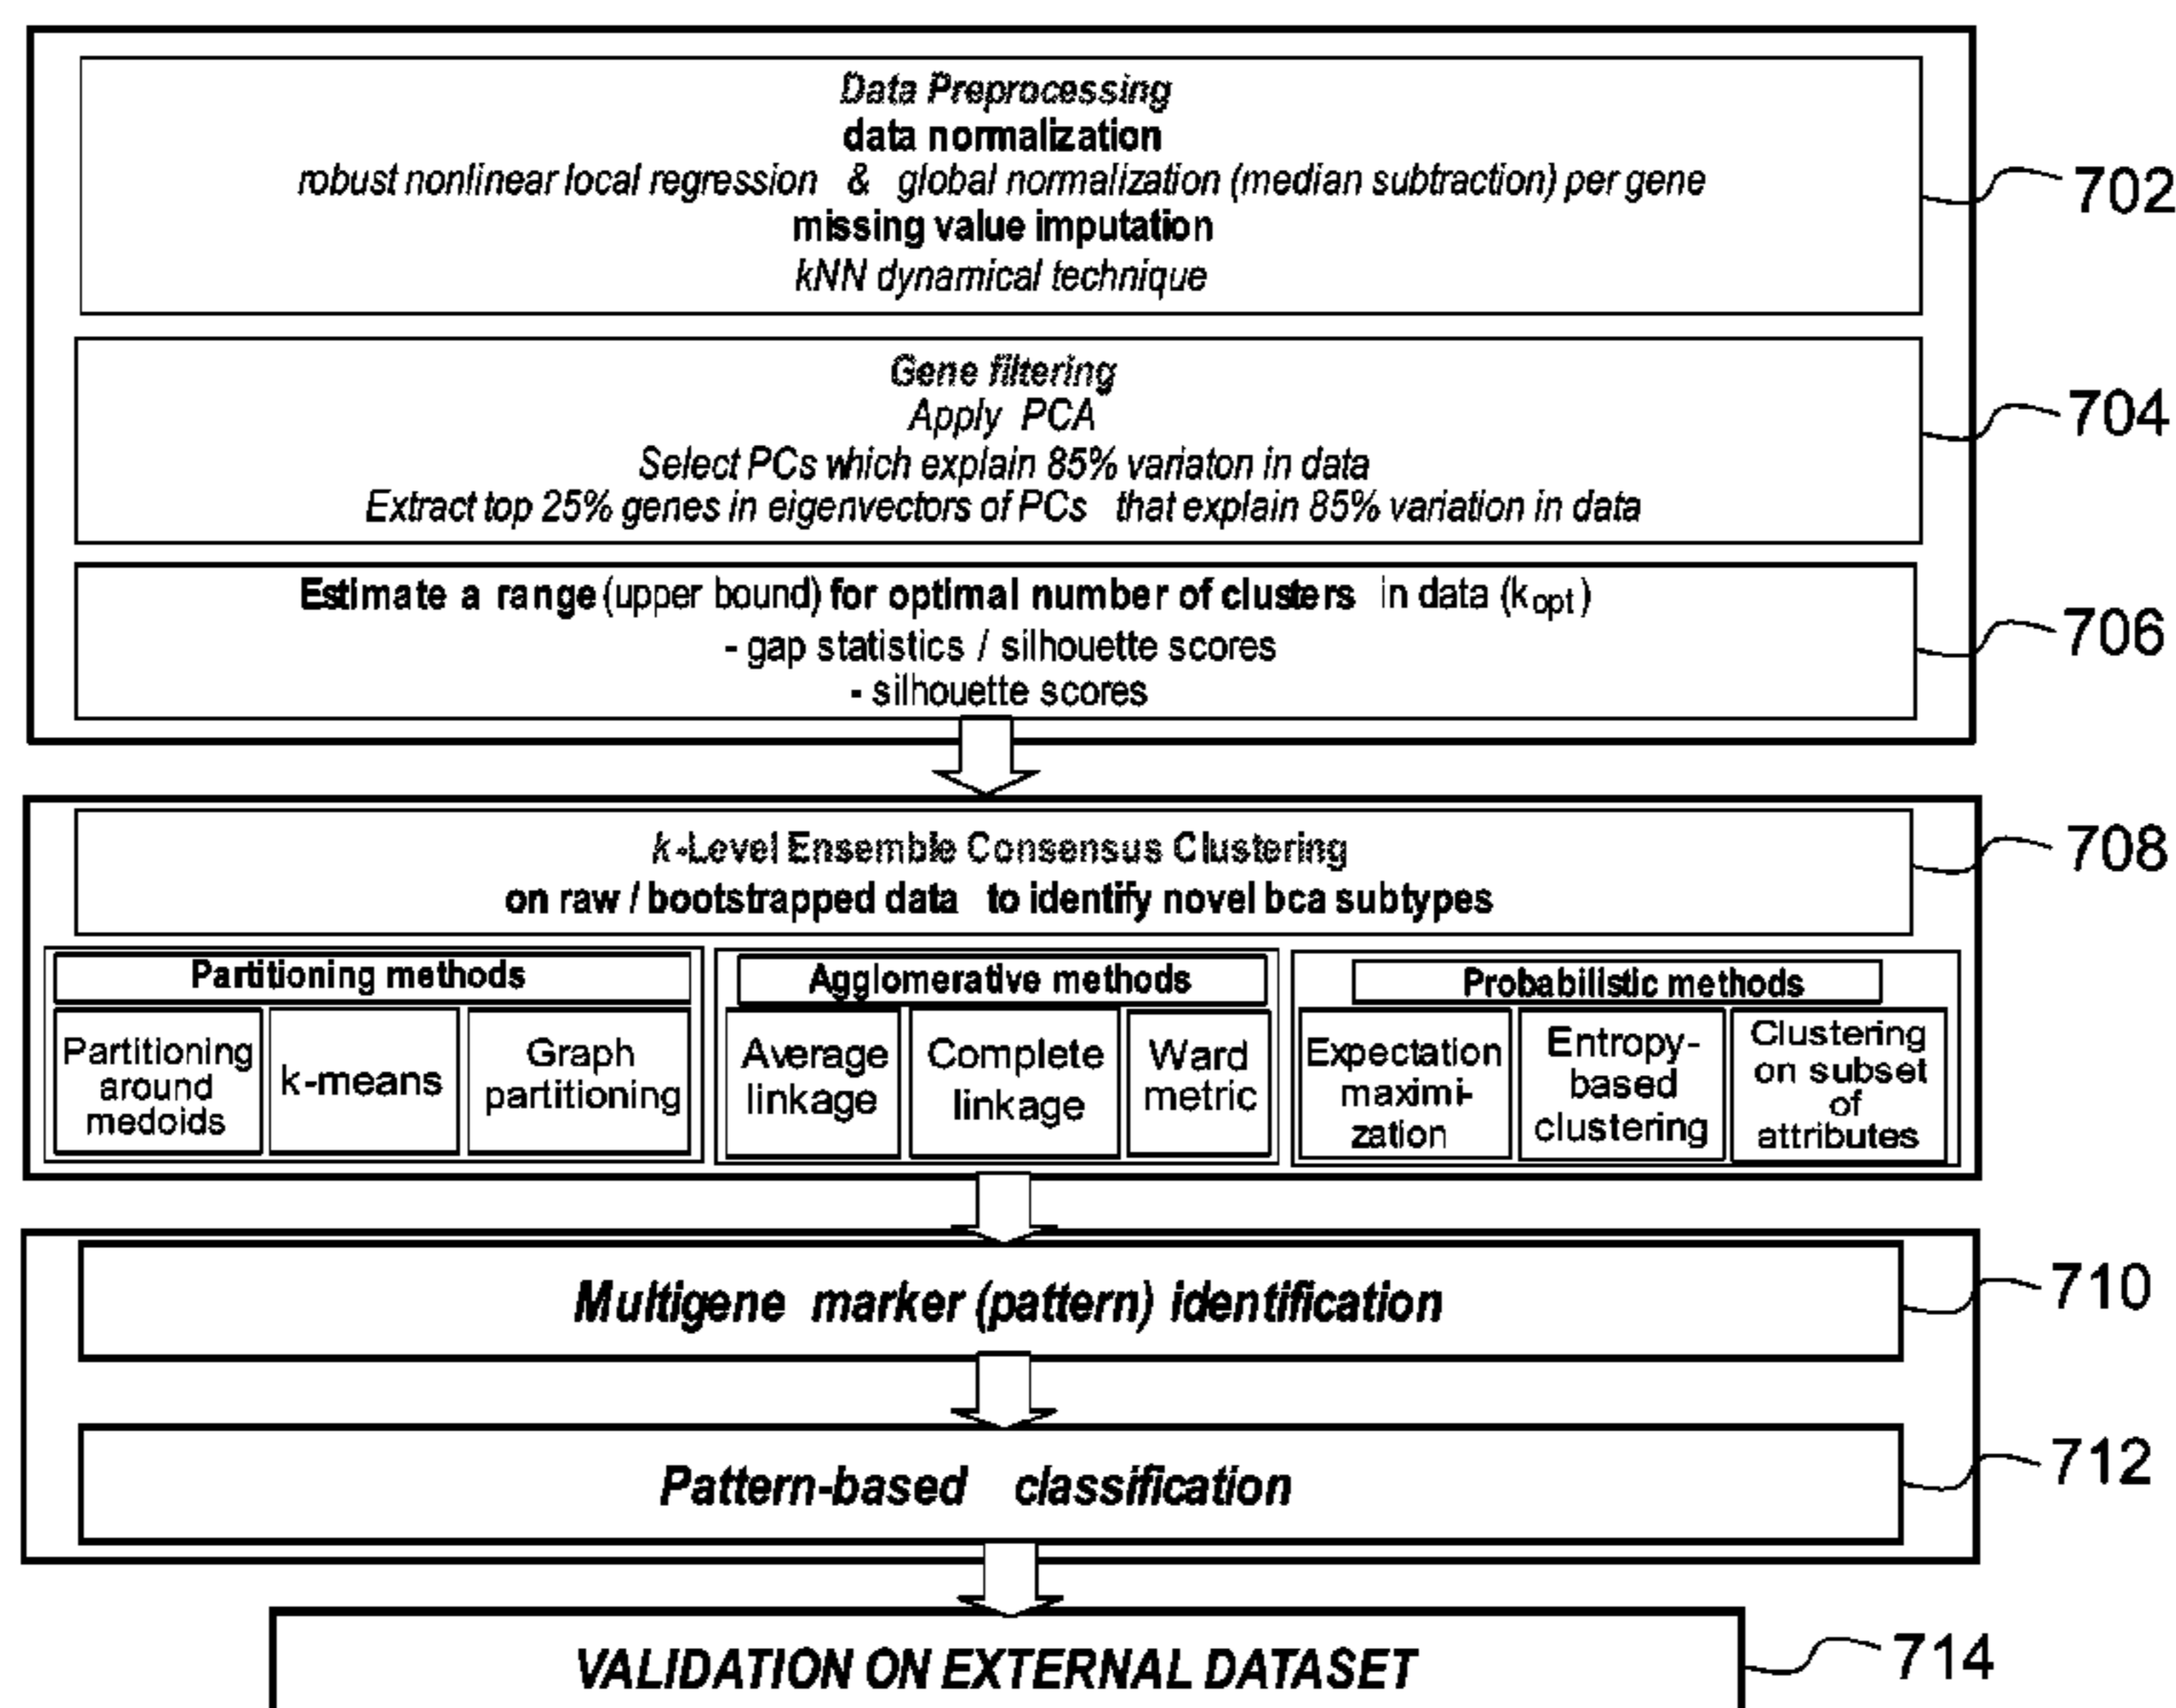 Data Preprocessing
data normalization
robust nonlinear local regression & global normalization (median subtraction) per gene
missing value imputation
kNN dynamical technique
702
Gene filtering
Apply PCA
Select PCs which explain 85% variaton in data
Extract top 25% genes in eigenvectors of PCs that explain 85% variation in data
704
Estimate a range (upper bound) for optimal number of clusters in data (kopt)
- gap statistics / silhouette scores
- silhouette scores
706
k-Level Ensemble Consensus Clustering
on raw / bootstrapped data to identify novel bca subtypes
708
Partitioning methods
Partitioning
around
medoids
k-means
Graph
partitioning
Agglomerative methods
Average
linkage
Complete
linkage
Ward
metric
Probabilistic methods
Expectation
maximi-
zation
Entropy-
based
clustering
Clustering
on subset
of
attributes
Multigene marker (pattern) identification
710
Pattern-based classification
712
VALIDATION ON EXTERNAL DATASET
714